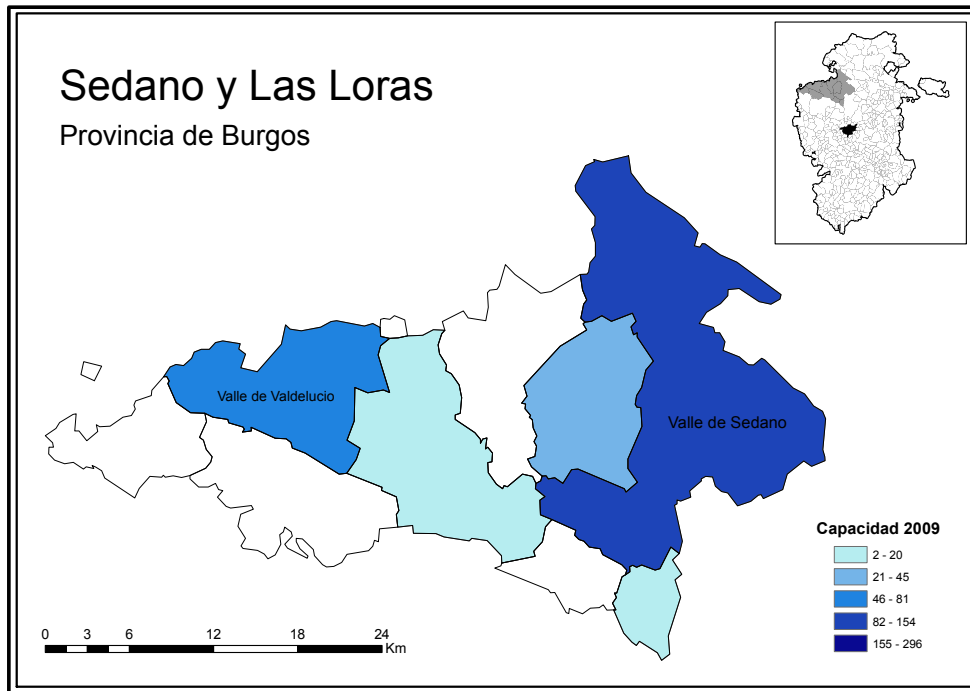 Sedano y Las Loras
Provincia de Burgos
Valle de Valdelucio
Valle de Sedano
Capacidad 2009
2 - 20
21 - 45
46 - 81
82 - 154
155 - 296
0 3 6 12 18 24
Km